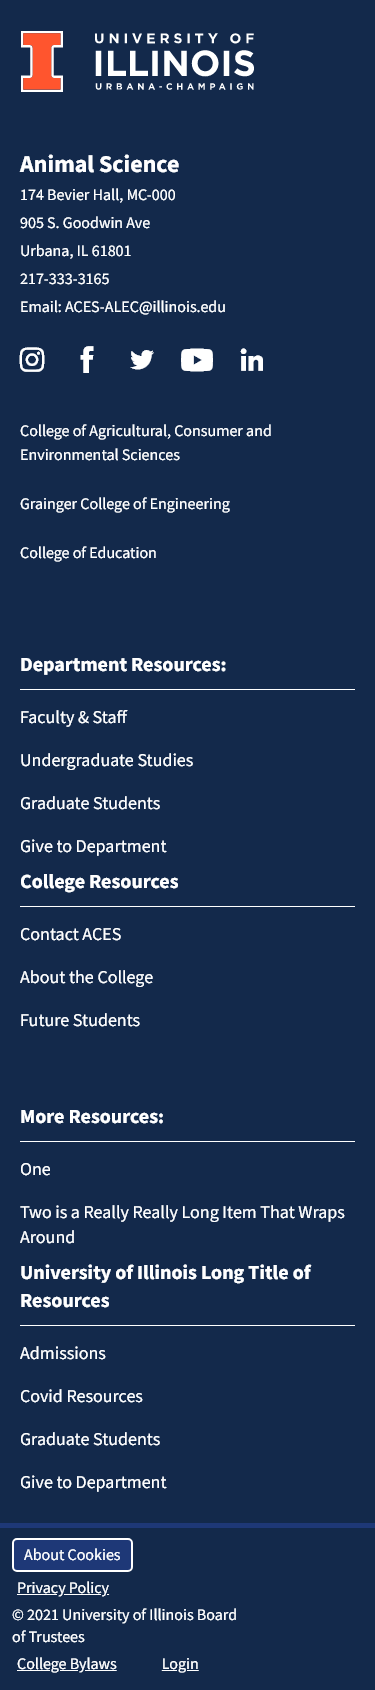 UNIVERSITY OF
ILLINOIS
URBANA-CHAMPAIGN
Animal Science
174 Bevier Hall, MC-000
905 S. Goodwin Ave
Urbana, IL 61801
217-333-3165
Email: ACES-ALEC@illinois.edu
College of Agricultural, Consumer and
Environmental Sciences
Grainger College of Engineering
College of Education
Department Resources:
Faculty & Staff
Undergraduate Studies
Graduate Students
Give to Department
College Resources
Contact ACES
About the College
Future Students
More Resources:
One
Two is a Really Really Long Item That Wraps
Around
University of Illinois Long Title of
Resources
Admissions
Covid Resources
Graduate Students
Give to Department
About Cookies
Privacy Policy
© 2021 University of Illinois Board
of Trustees
College Bylaws Login